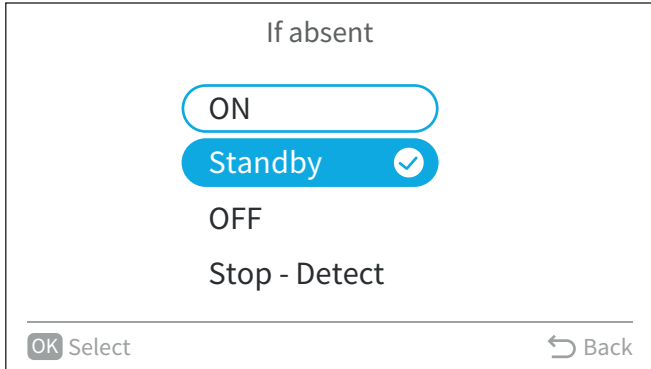 If absent
ON
Standby
OFF
Stop - Detect
OK Select Back